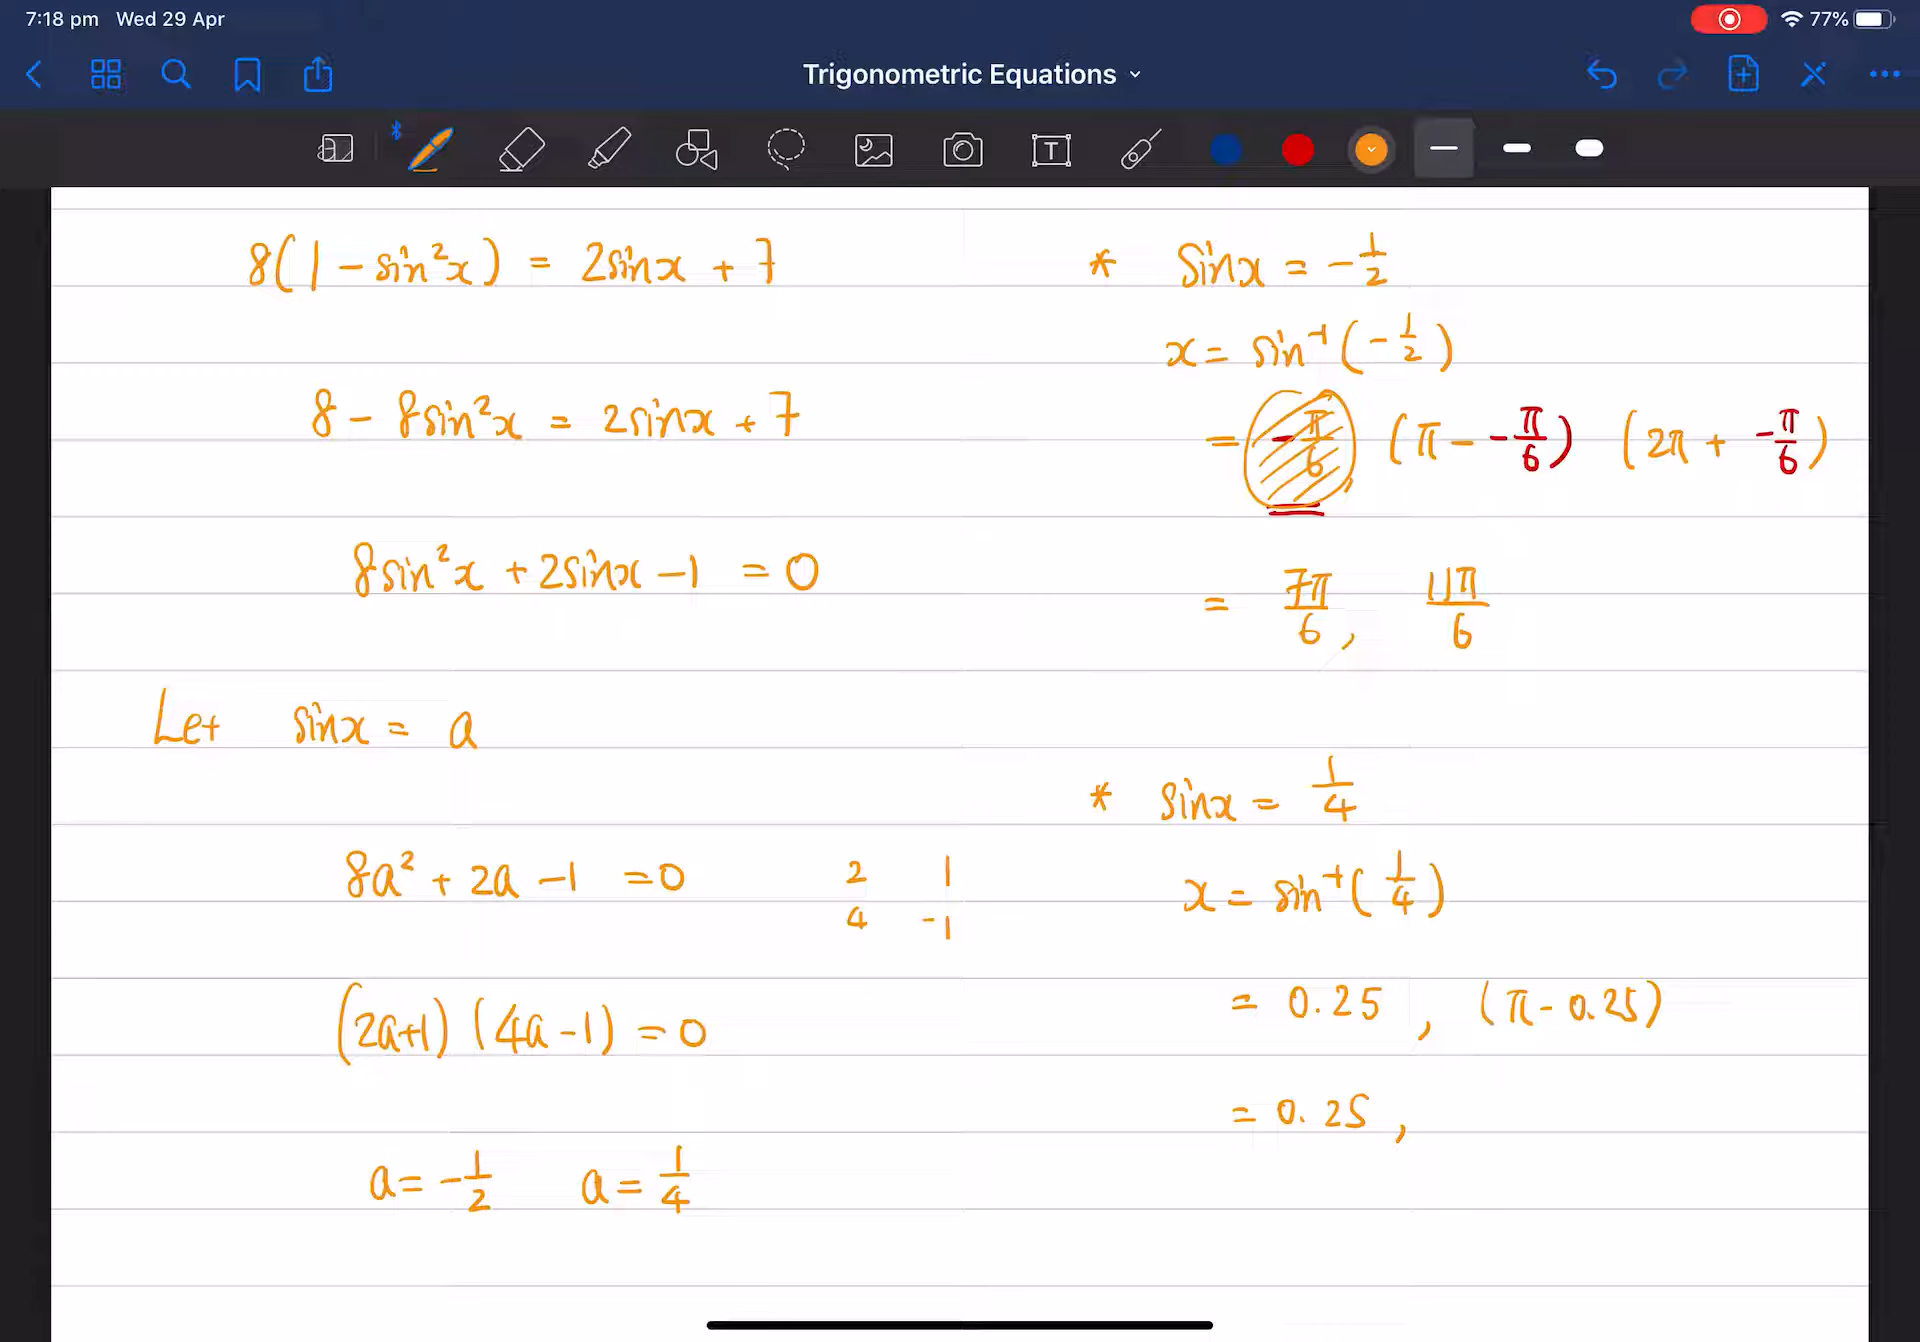 7:18 pm Wed 29 Apr
77%
Trigonometric Equations
8(1 - sin²x) = 2sinx + 7
8 - 8sin²x = 2sinx + 7
8sin²x + 2sinx - 1 = 0
Let sinx = a
8a² + 2a - 1 = 0
2 1
4 -1
(2a+1) (4a-1) = 0
a = -1/2 a = 1/4
* Sinx = -1/2
x = sin⁻¹(-1/2)
= -π/6, (π - -π/6) (2π + -π/6)
= 7π/6, 11π/6
* sinx = 1/4
x = sin⁻¹(1/4)
= 0.25, (π - 0.25)
= 0.25,